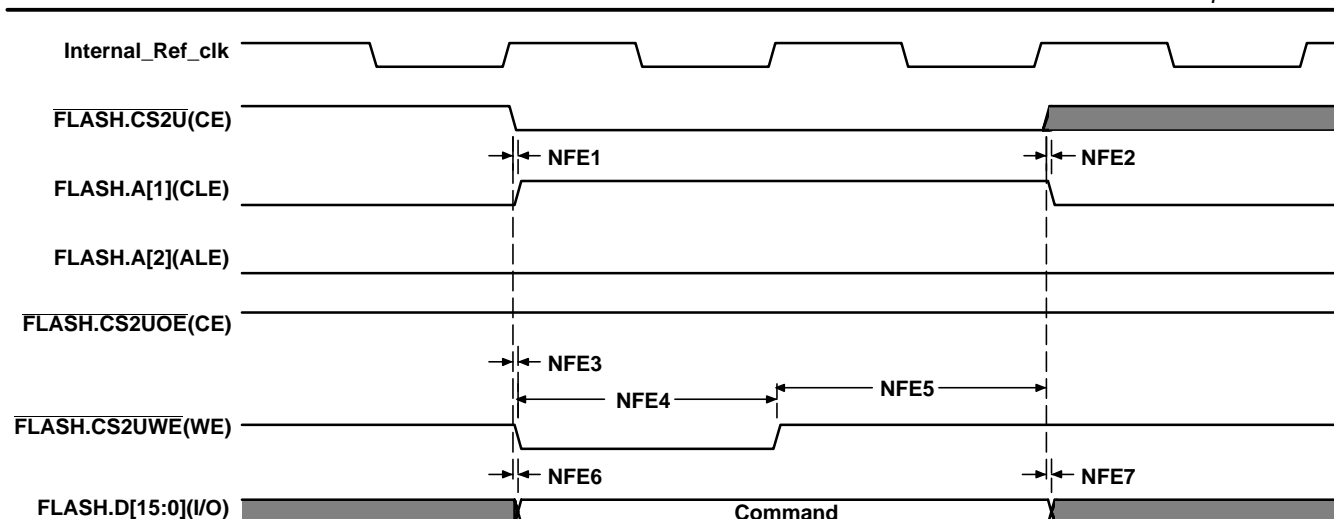 Internal_Ref_clk
FLASH.CS2U(CE)
NFE1
NFE2
FLASH.A[1](CLE)
FLASH.A[2](ALE)
FLASH.CS2UOE(CE)
NFE3
NFE4
NFE5
FLASH.CS2UWE(WE)
NFE6
NFE7
FLASH.D[15:0](I/O)
Command